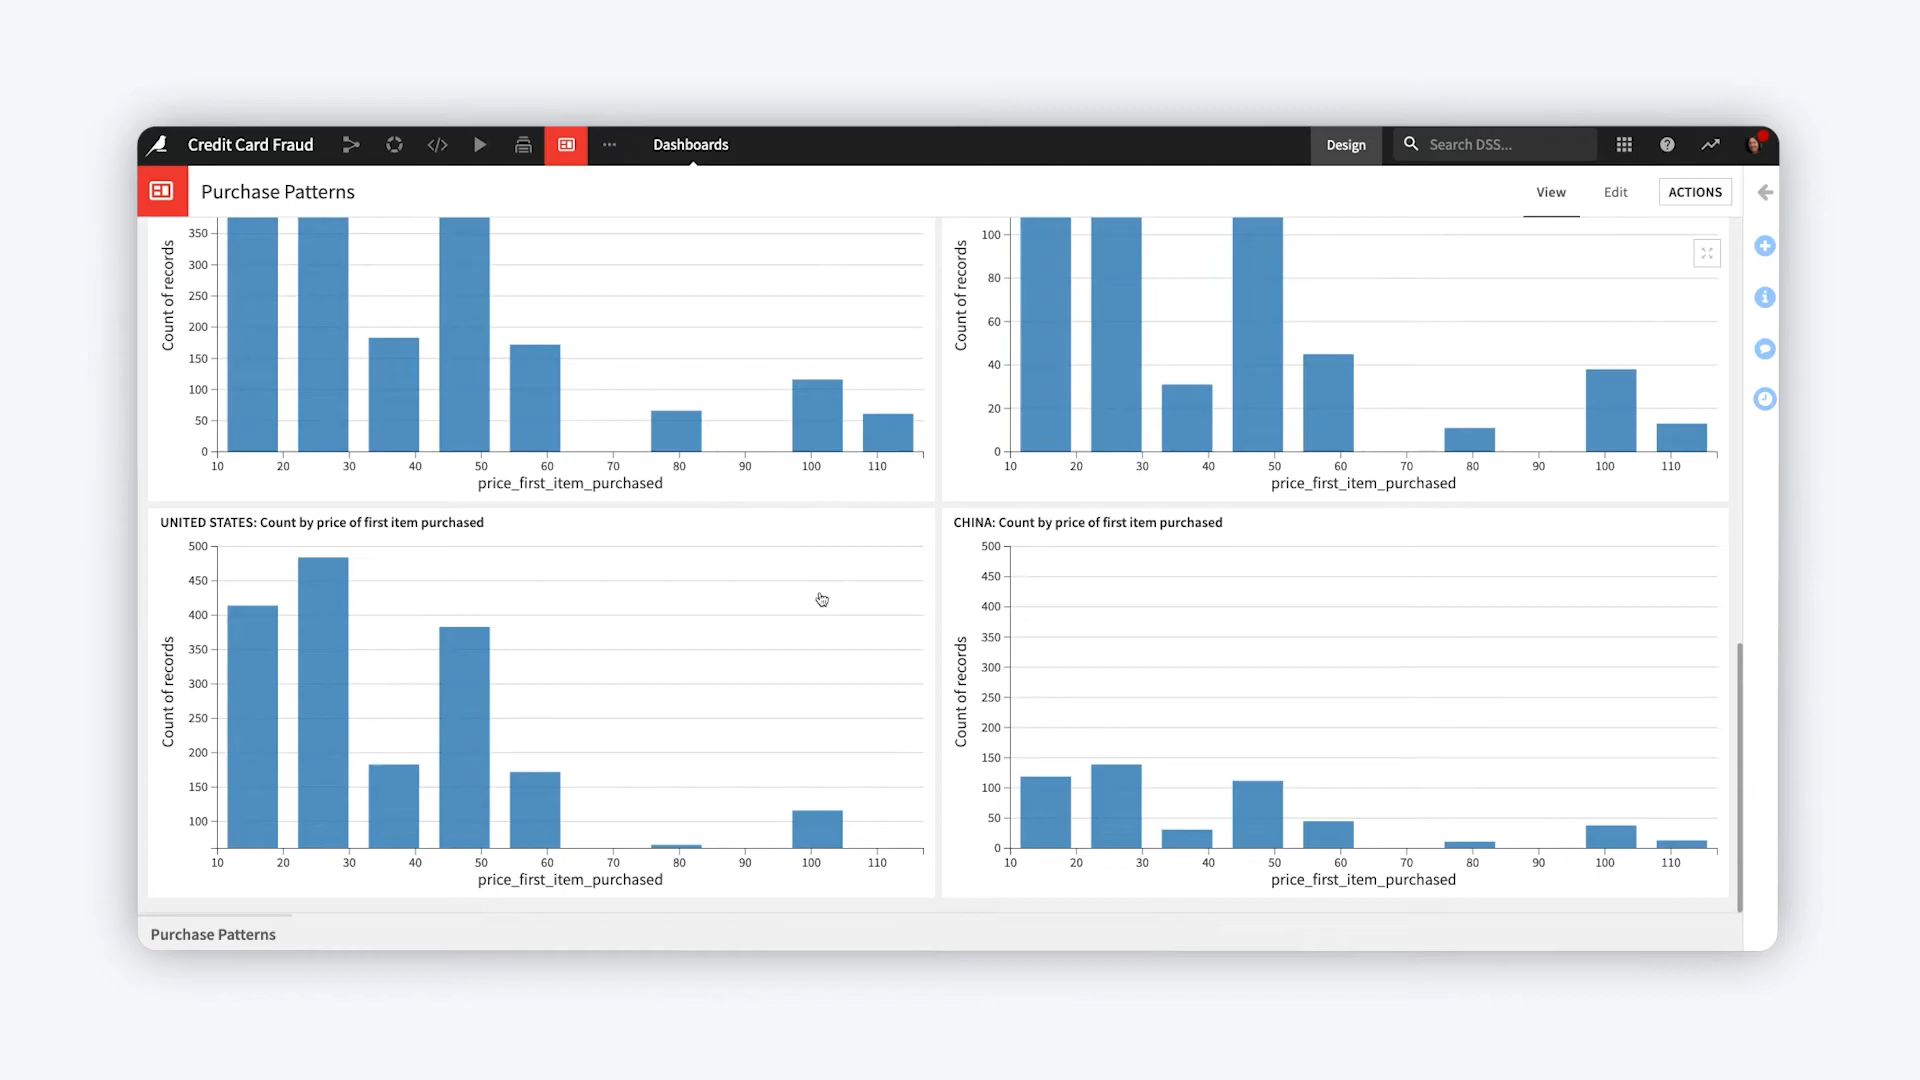 Credit Card Fraud
Dashboards
Design
Search DSS...
Purchase Patterns
View
Edit
ACTIONS
Count of records
350
300
250
200
150
100
50
0
10 20 30 40 50 60 70 80 90 100 110
price_first_item_purchased
Count of records
100
80
60
40
20
0
10 20 30 40 50 60 70 80 90 100 110
price_first_item_purchased
UNITED STATES: Count by price of first item purchased
Count of records
500
450
400
350
300
250
200
150
100
10 20 30 40 50 60 70 80 90 100 110
price_first_item_purchased
CHINA: Count by price of first item purchased
Count of records
500
450
400
350
300
250
200
150
100
50
0
10 20 30 40 50 60 70 80 90 100 110
price_first_item_purchased
Purchase Patterns